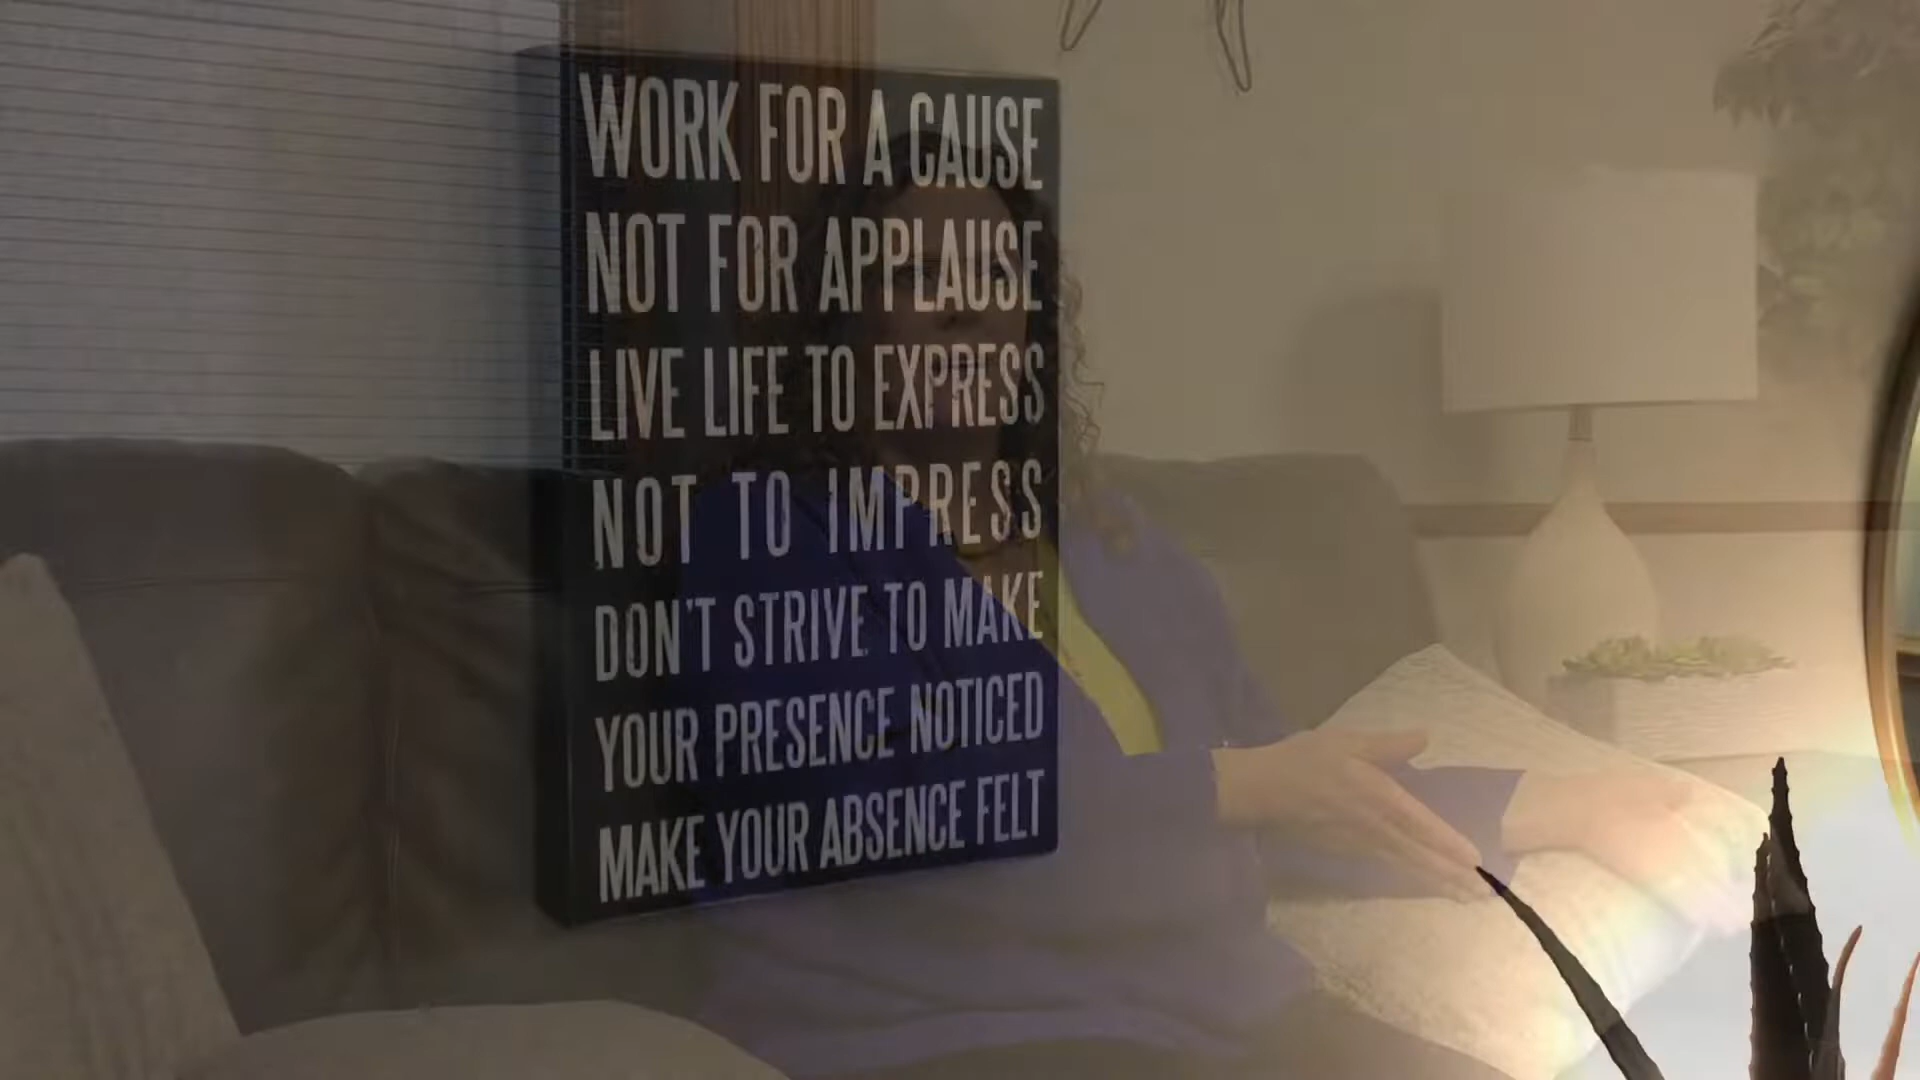 WORK FOR A CAUSE
NOT FOR APPLAUSE
LIVE LIFE TO EXPRESS
NOT TO IMPRESS
DON'T STRIVE TO MAKE
YOUR PRESENCE NOTICED
MAKE YOUR ABSENCE FELT